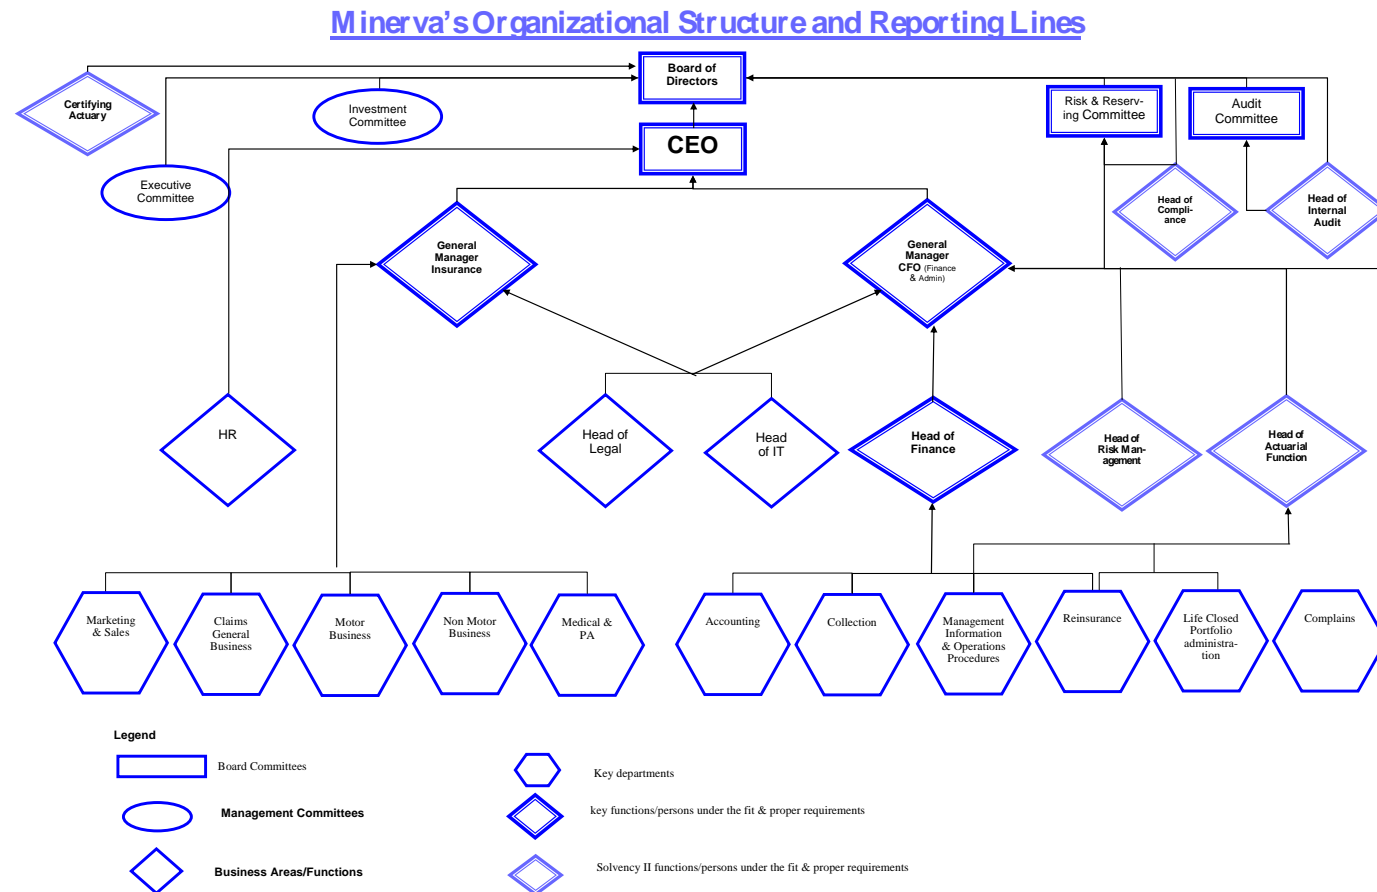 Minerva's Organizational Structure and Reporting Lines
Board of
Directors
Certifying
Actuary
Investment
Committee
Risk & Reserv-
ing Committee
Audit
Committee
CEO
Executive
Committee
Head of
Compli-
ance
Head of
Internal
Audit
General
Manager
Insurance
General
Manager
CFO (Finance
& Admin)
HR
Head of
Legal
Head
of IT
Head of
Finance
Head of
Risk Man-
agement
Head of
Actuarial
Function
Marketing
& Sales
Claims
General
Business
Motor
Business
Non Motor
Business
Medical &
PA
Accounting
Collection
Management
Information
& Operations
Procedures
Reinsurance
Life Closed
Portfolio
administra-
tion
Complains
Legend
Board Committees
Key departments
Management Committees
key functions/persons under the fit & proper requirements
Business Areas/Functions
Solvency II functions/persons under the fit & proper requirements